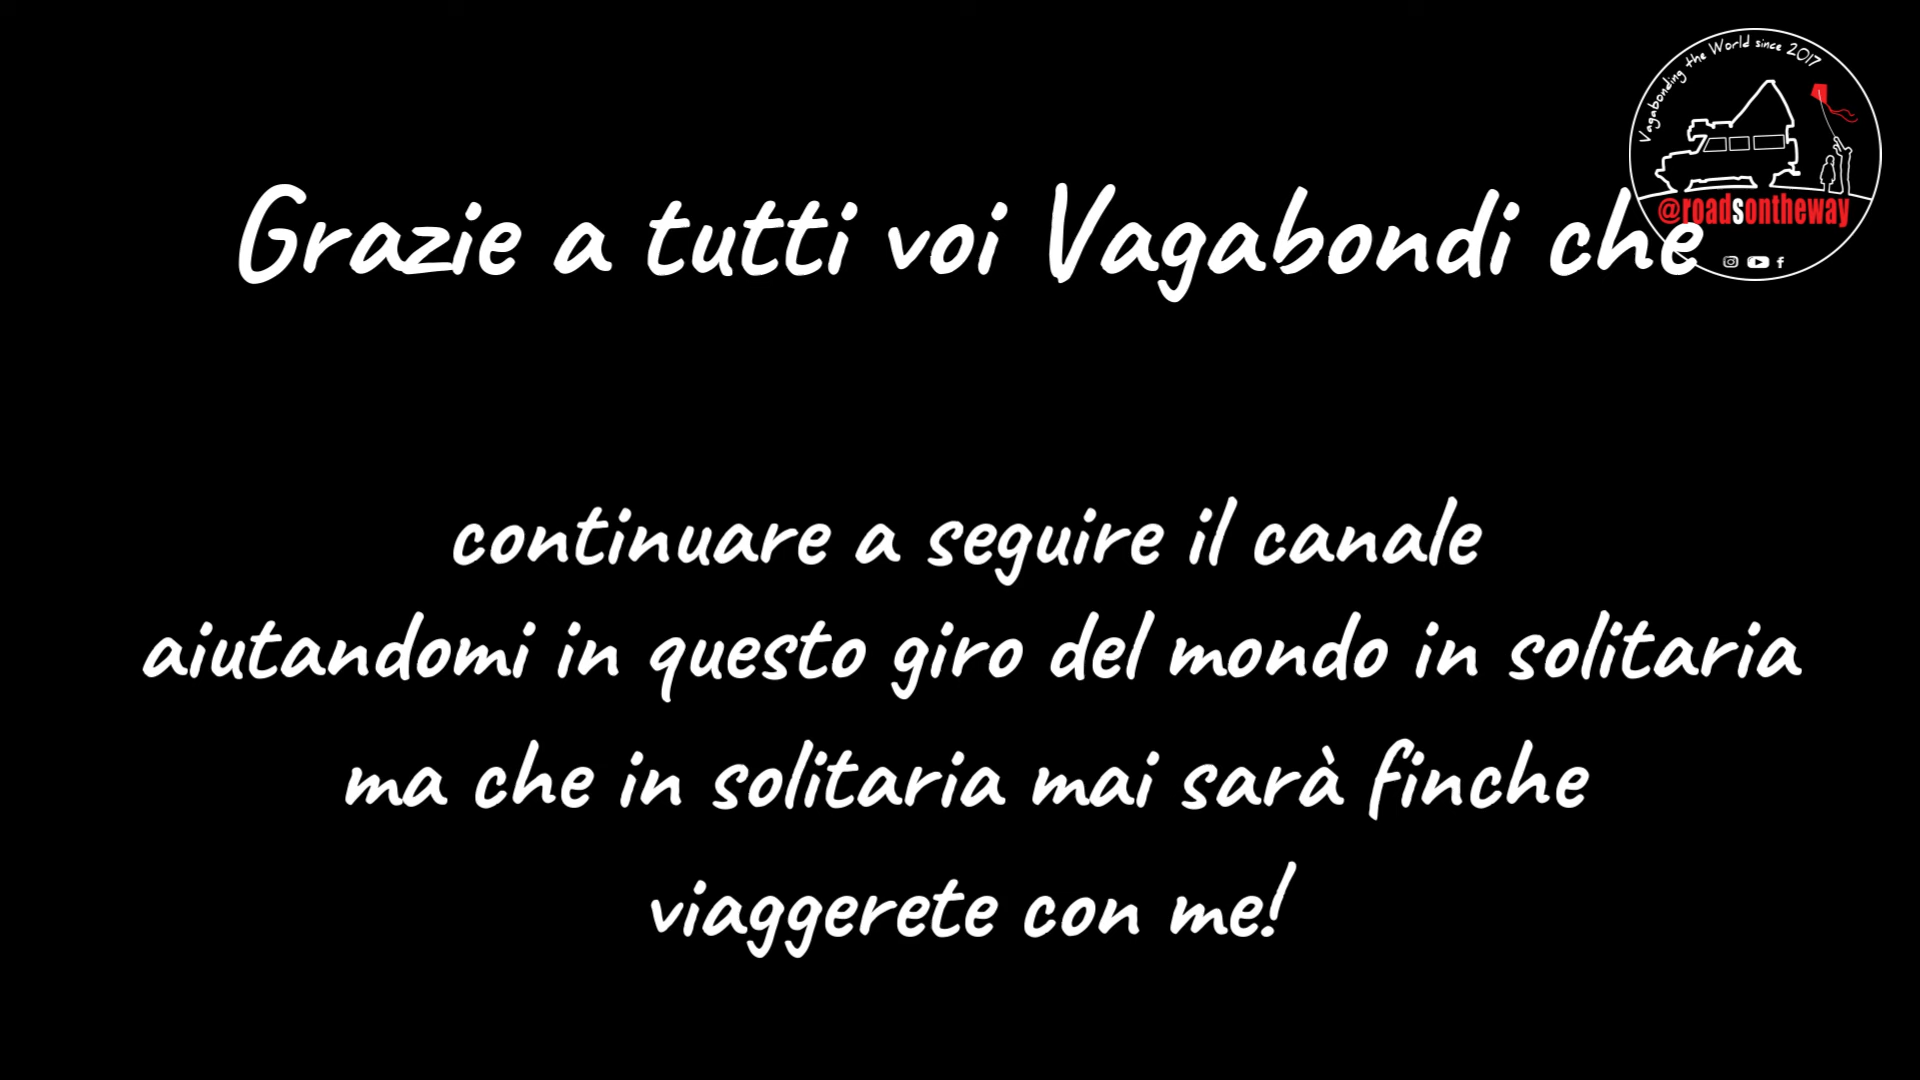 Vagabonding the World since 2017
@roadsontheway
Grazie a tutti voi Vagabondi che
continuare a seguire il canale
aiutandomi in questo giro del mondo in solitaria
ma che in solitaria mai sarà finche
viaggerete con me!